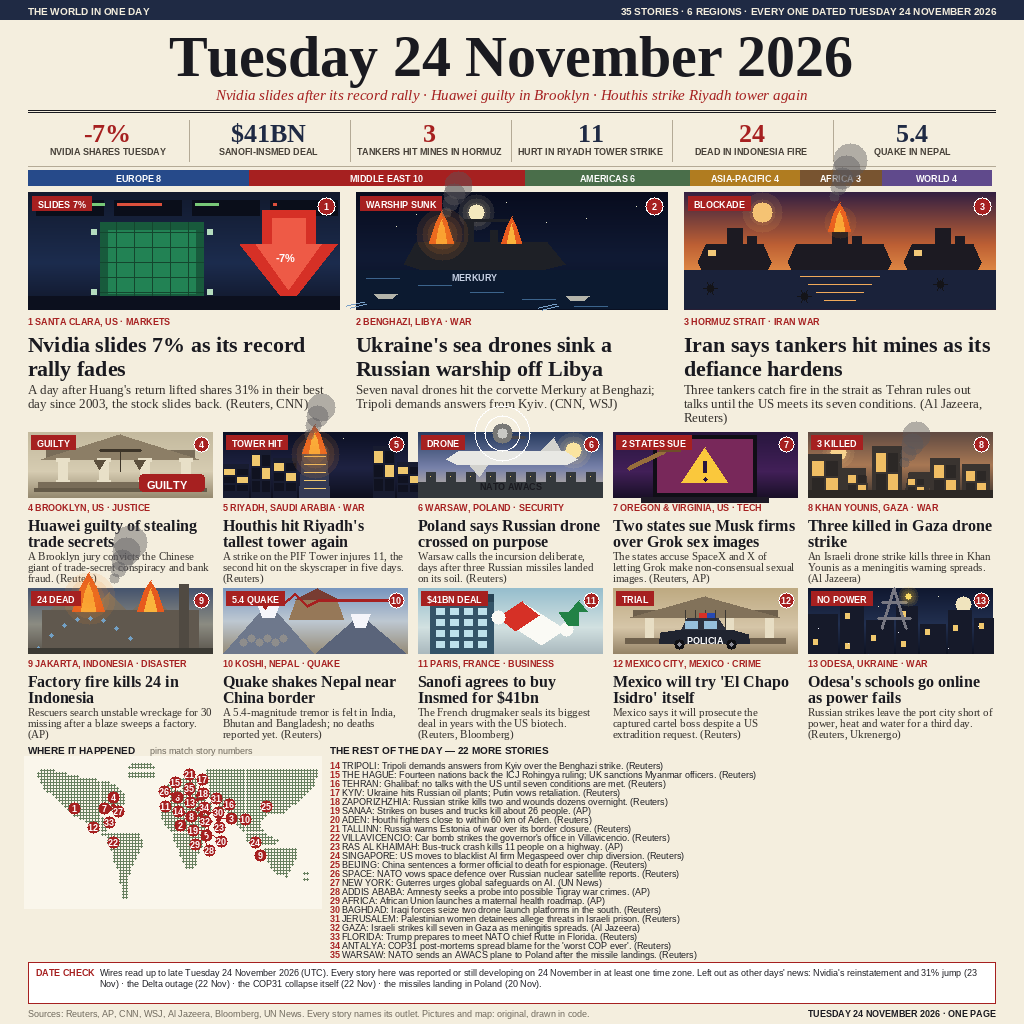 THE WORLD IN ONE DAY
35 STORIES · 6 REGIONS · EVERY ONE DATED TUESDAY 24 NOVEMBER 2026
Tuesday 24 November 2026
Nvidia slides after its record rally · Huawei guilty in Brooklyn · Houthis strike Riyadh tower again
-7%
NVIDIA SHARES TUESDAY
$41BN
SANOFI-INSMED DEAL
3
TANKERS HIT MINES IN HORMUZ
11
HURT IN RIYADH TOWER STRIKE
24
DEAD IN INDONESIA FIRE
5.4
QUAKE IN NEPAL
EUROPE 8
MIDDLE EAST 10
AMERICAS 6
ASIA-PACIFIC 4
AFRICA 3
WORLD 4
SLIDES 7%
1
-7%
WARSHIP SUNK
2
MERKURY
BLOCKADE
3
1 SANTA CLARA, US · MARKETS
Nvidia slides 7% as its record
rally fades
A day after Huang's return lifted shares 31% in their best
day since 2003, the stock slides back. (Reuters, CNN)
2 BENGHAZI, LIBYA · WAR
Ukraine's sea drones sink a
Russian warship off Libya
Seven naval drones hit the corvette Merkury at Benghazi;
Tripoli demands answers from Kyiv. (CNN, WSJ)
3 HORMUZ STRAIT · IRAN WAR
Iran says tankers hit mines as its
defiance hardens
Three tankers catch fire in the strait as Tehran rules out
talks until the US meets its seven conditions. (Al Jazeera,
Reuters)
GUILTY
4
GUILTY
TOWER HIT
5
DRONE
6
NATO AWACS
2 STATES SUE
7
3 KILLED
8
4 BROOKLYN, US · JUSTICE
Huawei guilty of stealing
trade secrets
A Brooklyn jury convicts the Chinese
giant of trade-secret conspiracy and bank
fraud. (Reuters)
5 RIYADH, SAUDI ARABIA · WAR
Houthis hit Riyadh's
tallest tower again
A strike on the PIF Tower injures 11, the
second hit on the skyscraper in five days.
(Reuters)
6 WARSAW, POLAND · SECURITY
Poland says Russian drone
crossed on purpose
Warsaw calls the incursion deliberate,
days after three Russian missiles landed
on its soil. (Reuters)
7 OREGON & VIRGINIA, US · TECH
Two states sue Musk firms
over Grok sex images
The states accuse SpaceX and X of
letting Grok make non-consensual sexual
images. (Reuters, AP)
8 KHAN YOUNIS, GAZA · WAR
Three killed in Gaza drone
strike
An Israeli drone strike kills three in Khan
Younis as a meningitis warning spreads.
(Al Jazeera)
24 DEAD
9
5.4 QUAKE
10
$41BN DEAL
11
TRIAL
12
POLICIA
NO POWER
13
9 JAKARTA, INDONESIA · DISASTER
Factory fire kills 24 in
Indonesia
Rescuers search unstable wreckage for 30
missing after a blaze sweeps a factory.
(AP)
10 KOSHI, NEPAL · QUAKE
Quake shakes Nepal near
China border
A 5.4-magnitude tremor is felt in India,
Bhutan and Bangladesh; no deaths
reported yet. (Reuters)
11 PARIS, FRANCE · BUSINESS
Sanofi agrees to buy
Insmed for $41bn
The French drugmaker seals its biggest
deal in years with the US biotech.
(Reuters, Bloomberg)
12 MEXICO CITY, MEXICO · CRIME
Mexico will try 'El Chapo
Isidro' itself
Mexico says it will prosecute the
captured cartel boss despite a US
extradition request. (Reuters)
13 ODESA, UKRAINE · WAR
Odesa's schools go online
as power fails
Russian strikes leave the port city short of
power, heat and water for a third day.
(Reuters, Ukrenergo)
WHERE IT HAPPENED
pins match story numbers
THE REST OF THE DAY — 22 MORE STORIES
14 TRIPOLI: Tripoli demands answers from Kyiv over the Benghazi strike. (Reuters)
15 THE HAGUE: Fourteen nations back the ICJ Rohingya ruling; UK sanctions Myanmar officers. (Reuters)
16 TEHRAN: Ghalibaf: no talks with the US until seven conditions are met. (Reuters)
17 KYIV: Ukraine hits Russian oil plants; Putin vows retaliation. (Reuters)
18 ZAPORIZHZHIA: Russian strike kills two and wounds dozens overnight. (Reuters)
19 SANAA: Strikes on buses and trucks kill about 26 people. (AP)
20 ADEN: Houthi fighters close to within 60 km of Aden. (Reuters)
21 TALLINN: Russia warns Estonia of war over its border closure. (Reuters)
22 VILLAVICENCIO: Car bomb strikes the governor's office in Villavicencio. (Reuters)
23 RAS AL KHAIMAH: Bus-truck crash kills 11 people on a highway. (AP)
24 SINGAPORE: US moves to blacklist AI firm Megaspeed over chip diversion. (Reuters)
25 BEIJING: China sentences a former official to death for espionage. (Reuters)
26 SPACE: NATO vows space defence over Russian nuclear satellite reports. (Reuters)
27 NEW YORK: Guterres urges global safeguards on AI. (UN News)
28 ADDIS ABABA: Amnesty seeks a probe into possible Tigray war crimes. (AP)
29 AFRICA: African Union launches a maternal health roadmap. (AP)
30 BAGHDAD: Iraqi forces seize two drone launch platforms in the south. (Reuters)
31 JERUSALEM: Palestinian women detainees allege threats in Israeli prison. (Reuters)
32 GAZA: Israeli strikes kill seven in Gaza as meningitis spreads. (Al Jazeera)
33 FLORIDA: Trump prepares to meet NATO chief Rutte in Florida. (Reuters)
34 ANTALYA: COP31 post-mortems spread blame for the 'worst COP ever'. (Reuters)
35 WARSAW: NATO sends an AWACS plane to Poland after the missile landings. (Reuters)
DATE CHECK Wires read up to late Tuesday 24 November 2026 (UTC). Every story here was reported or still developing on 24 November in at least one time zone. Left out as other days' news: Nvidia's reinstatement and 31% jump (23
Nov) · the Delta outage (22 Nov) · the COP31 collapse itself (22 Nov) · the missiles landing in Poland (20 Nov).
Sources: Reuters, AP, CNN, WSJ, Al Jazeera, Bloomberg, UN News. Every story names its outlet. Pictures and map: original, drawn in code.
TUESDAY 24 NOVEMBER 2026 · ONE PAGE